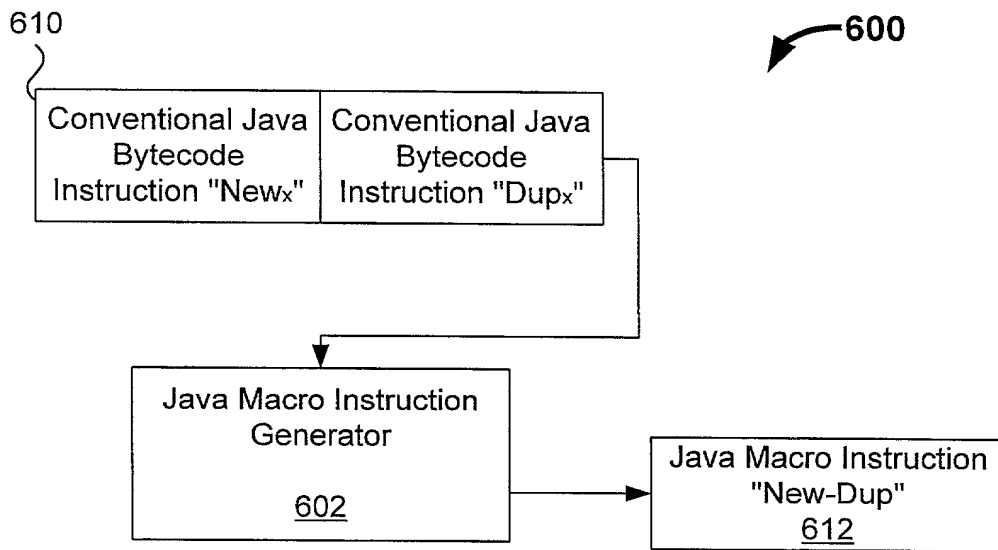 610
600
Conventional Java
Bytecode
Instruction "Newx"
Conventional Java
Bytecode
Instruction "Dupx"
Java Macro Instruction
Generator
602
Java Macro Instruction
"New-Dup"
612